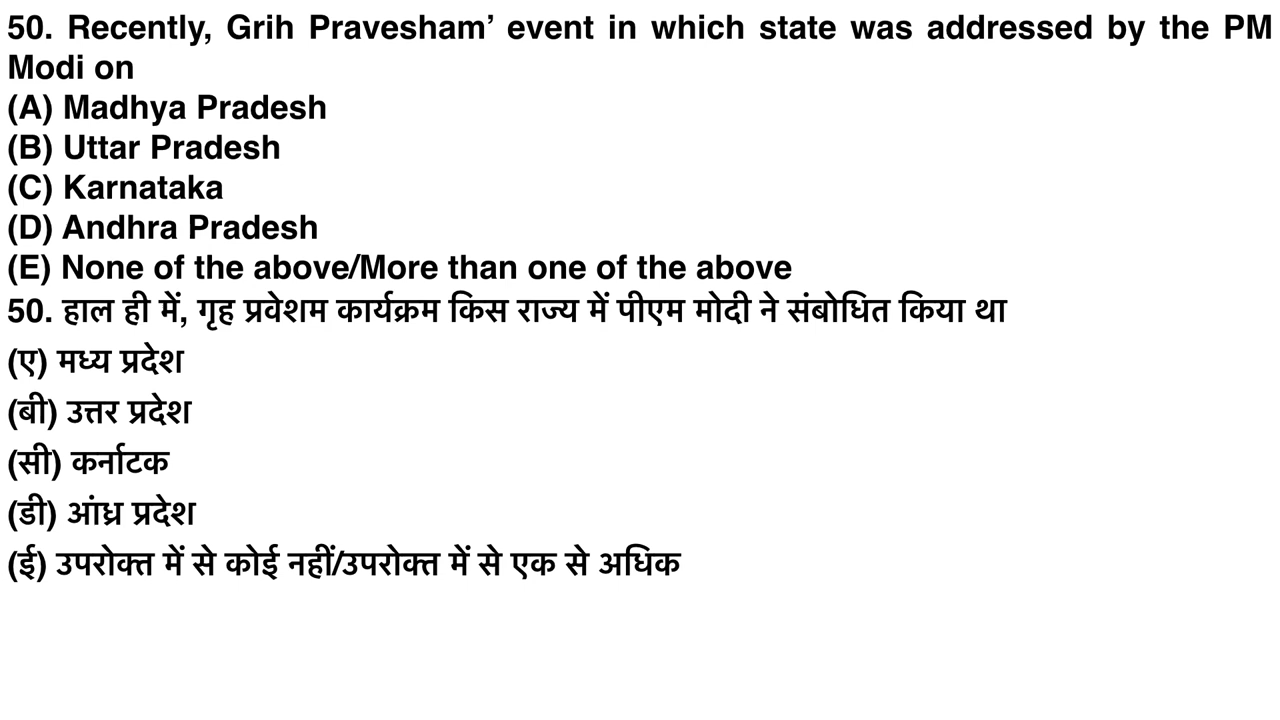 50. Recently, Grih Pravesham’ event in which state was addressed by the PM
Modi on
(A) Madhya Pradesh
(B) Uttar Pradesh
(C) Karnataka
(D) Andhra Pradesh
(E) None of the above/More than one of the above
50. हाल ही में, गृह प्रवेशम कार्यक्रम किस राज्य में पीएम मोदी ने संबोधित किया था
(ए) मध्य प्रदेश
(बी) उत्तर प्रदेश
(सी) कर्नाटक
(डी) आंध्र प्रदेश
(ई) उपरोक्त में से कोई नहीं/उपरोक्त में से एक से अधिक